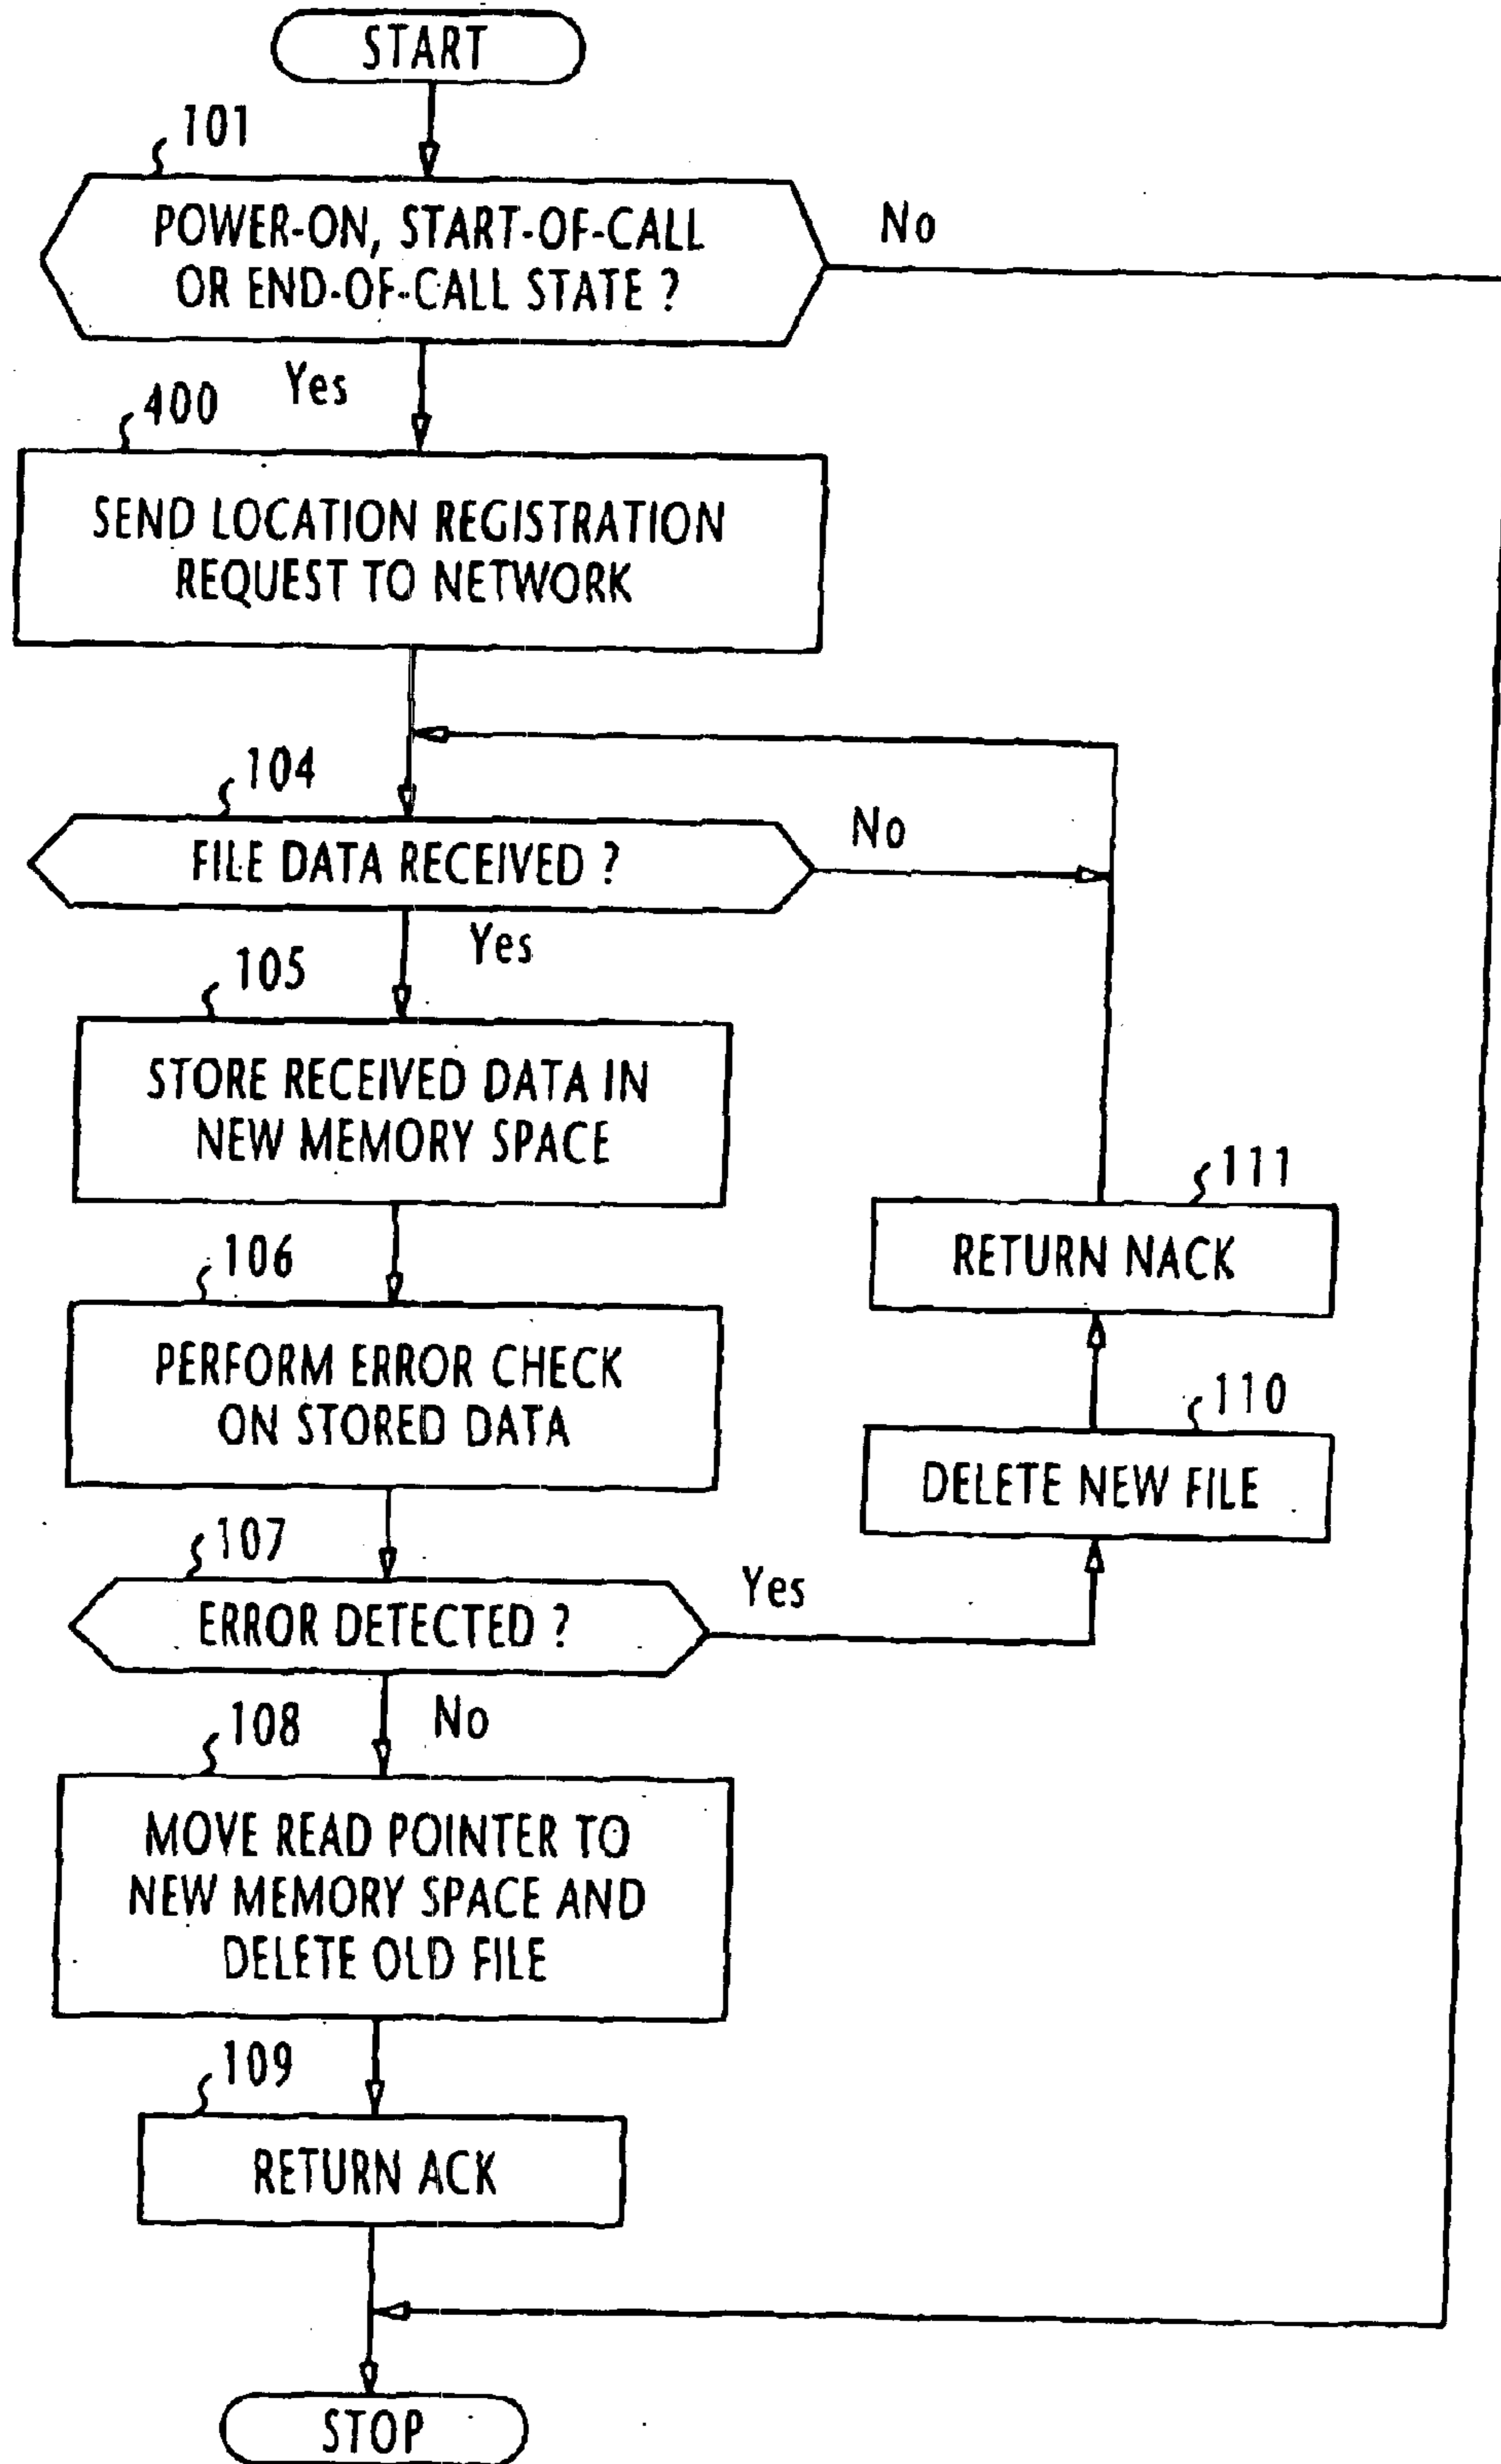 START
101
POWER-ON, START-OF-CALL
OR END-OF-CALL STATE ?
No
Yes
400
SEND LOCATION REGISTRATION
REQUEST TO NETWORK
104
FILE DATA RECEIVED ?
No
Yes
105
STORE RECEIVED DATA IN
NEW MEMORY SPACE
111
RETURN NACK
106
PERFORM ERROR CHECK
ON STORED DATA
110
DELETE NEW FILE
107
ERROR DETECTED ?
Yes
No
108
MOVE READ POINTER TO
NEW MEMORY SPACE AND
DELETE OLD FILE
109
RETURN ACK
STOP